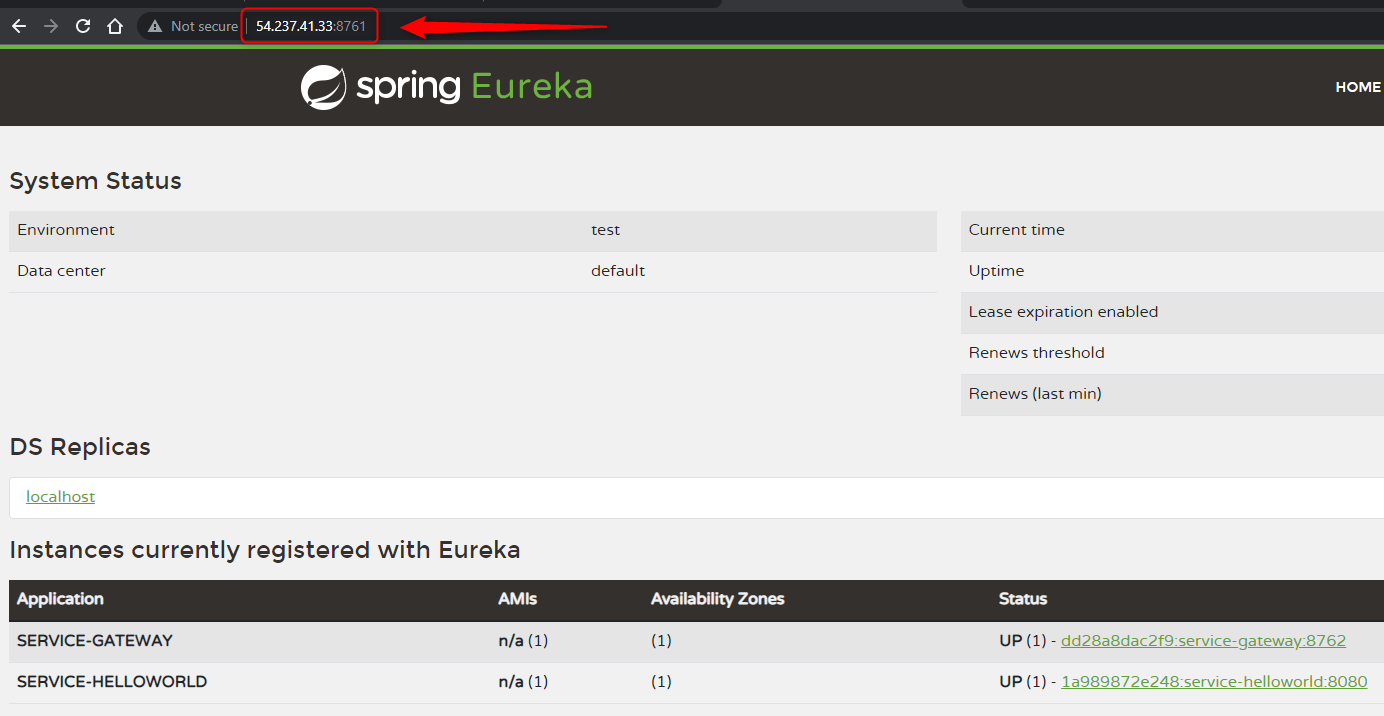 Not secure | 54.237.41.33:8761
spring Eureka
HOME
System Status
Environment test
Data center default
Current time
Uptime
Lease expiration enabled
Renews threshold
Renews (last min)
DS Replicas
localhost
Instances currently registered with Eureka
Application AMIs Availability Zones Status
SERVICE-GATEWAY n/a (1) (1) UP (1) - dd28a8dac2f9:service-gateway:8762
SERVICE-HELLOWORLD n/a (1) (1) UP (1) - 1a989872e248:service-helloworld:8080